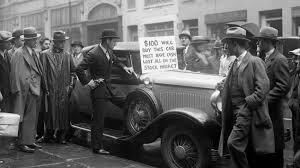 $100 WILL
BUY THIS CAR
MUST HAVE CASH
LOST ALL ON THE
STOCK MARKET